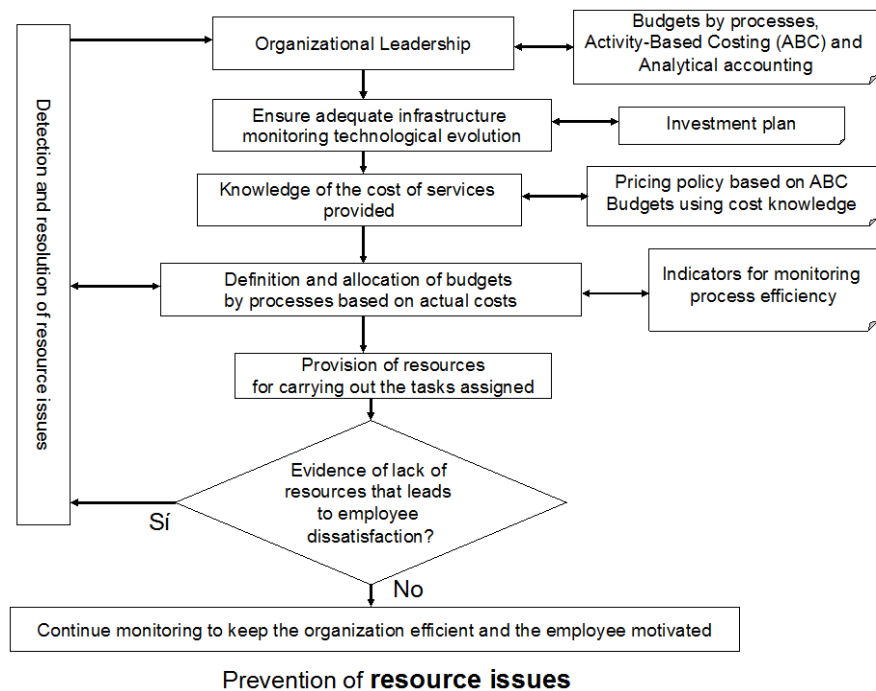 Organizational Leadership
Budgets by processes,
Activity-Based Costing (ABC) and
Analytical accounting
Detection and resolution of resource issues
Ensure adequate infrastructure
monitoring technological evolution
Investment plan
Knowledge of the cost of services
provided
Pricing policy based on ABC
Budgets using cost knowledge
Definition and allocation of budgets
by processes based on actual costs
Indicators for monitoring
process efficiency
Provision of resources
for carrying out the tasks assigned
Evidence of lack of
resources that leads
to employee
dissatisfaction?
Sí
No
Continue monitoring to keep the organization efficient and the employee motivated
Prevention of resource issues